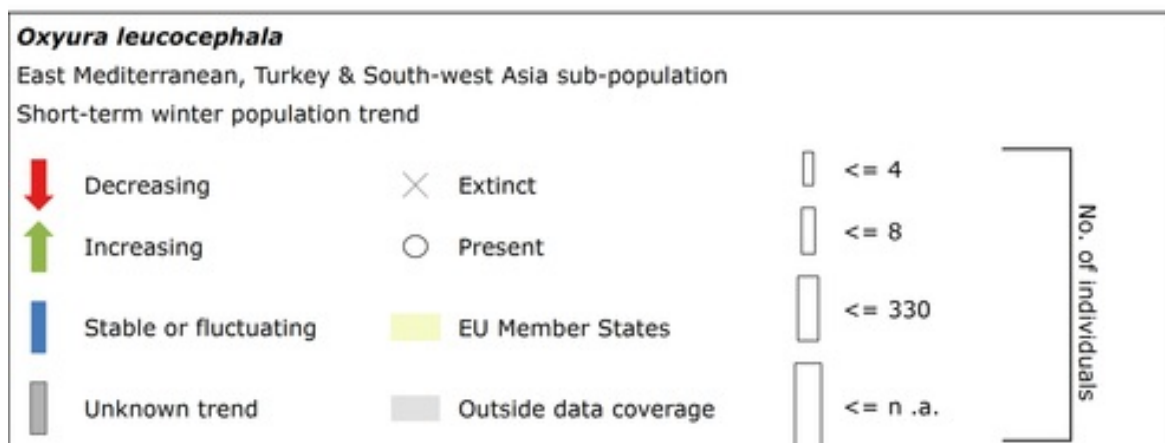 Oxyura leucocephala
East Mediterranean, Turkey & South-west Asia sub-population
Short-term winter population trend
Decreasing
Extinct
<= 4
Increasing
Present
<= 8
Stable or fluctuating
EU Member States
<= 330
Unknown trend
Outside data coverage
<= n .a.
No. of individuals